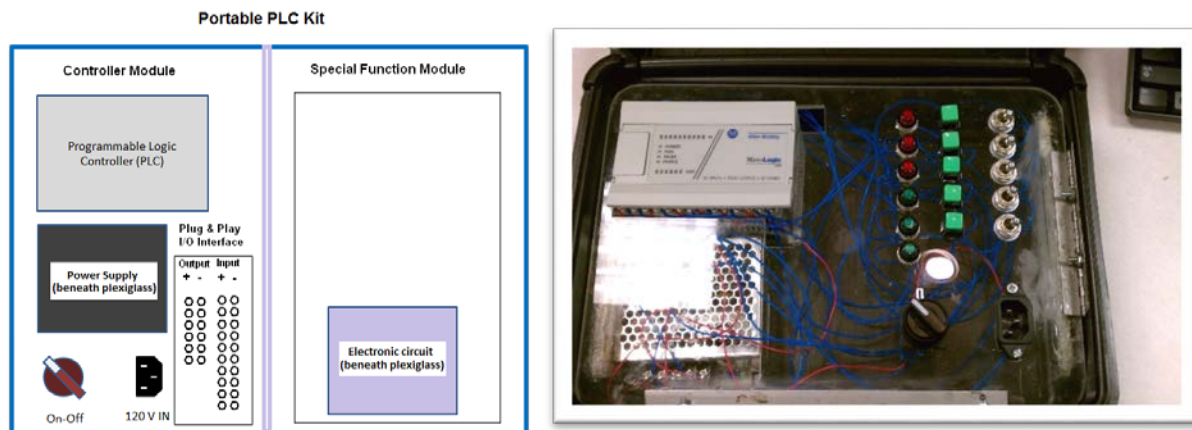 Portable PLC Kit
Controller Module
Special Function Module
Programmable Logic
Controller (PLC)
Plug & Play
I/O Interface
Output Input
+ - + -
Power Supply
(beneath plexiglass)
Electronic circuit
(beneath plexiglass)
On-Off
120 V IN
POWER